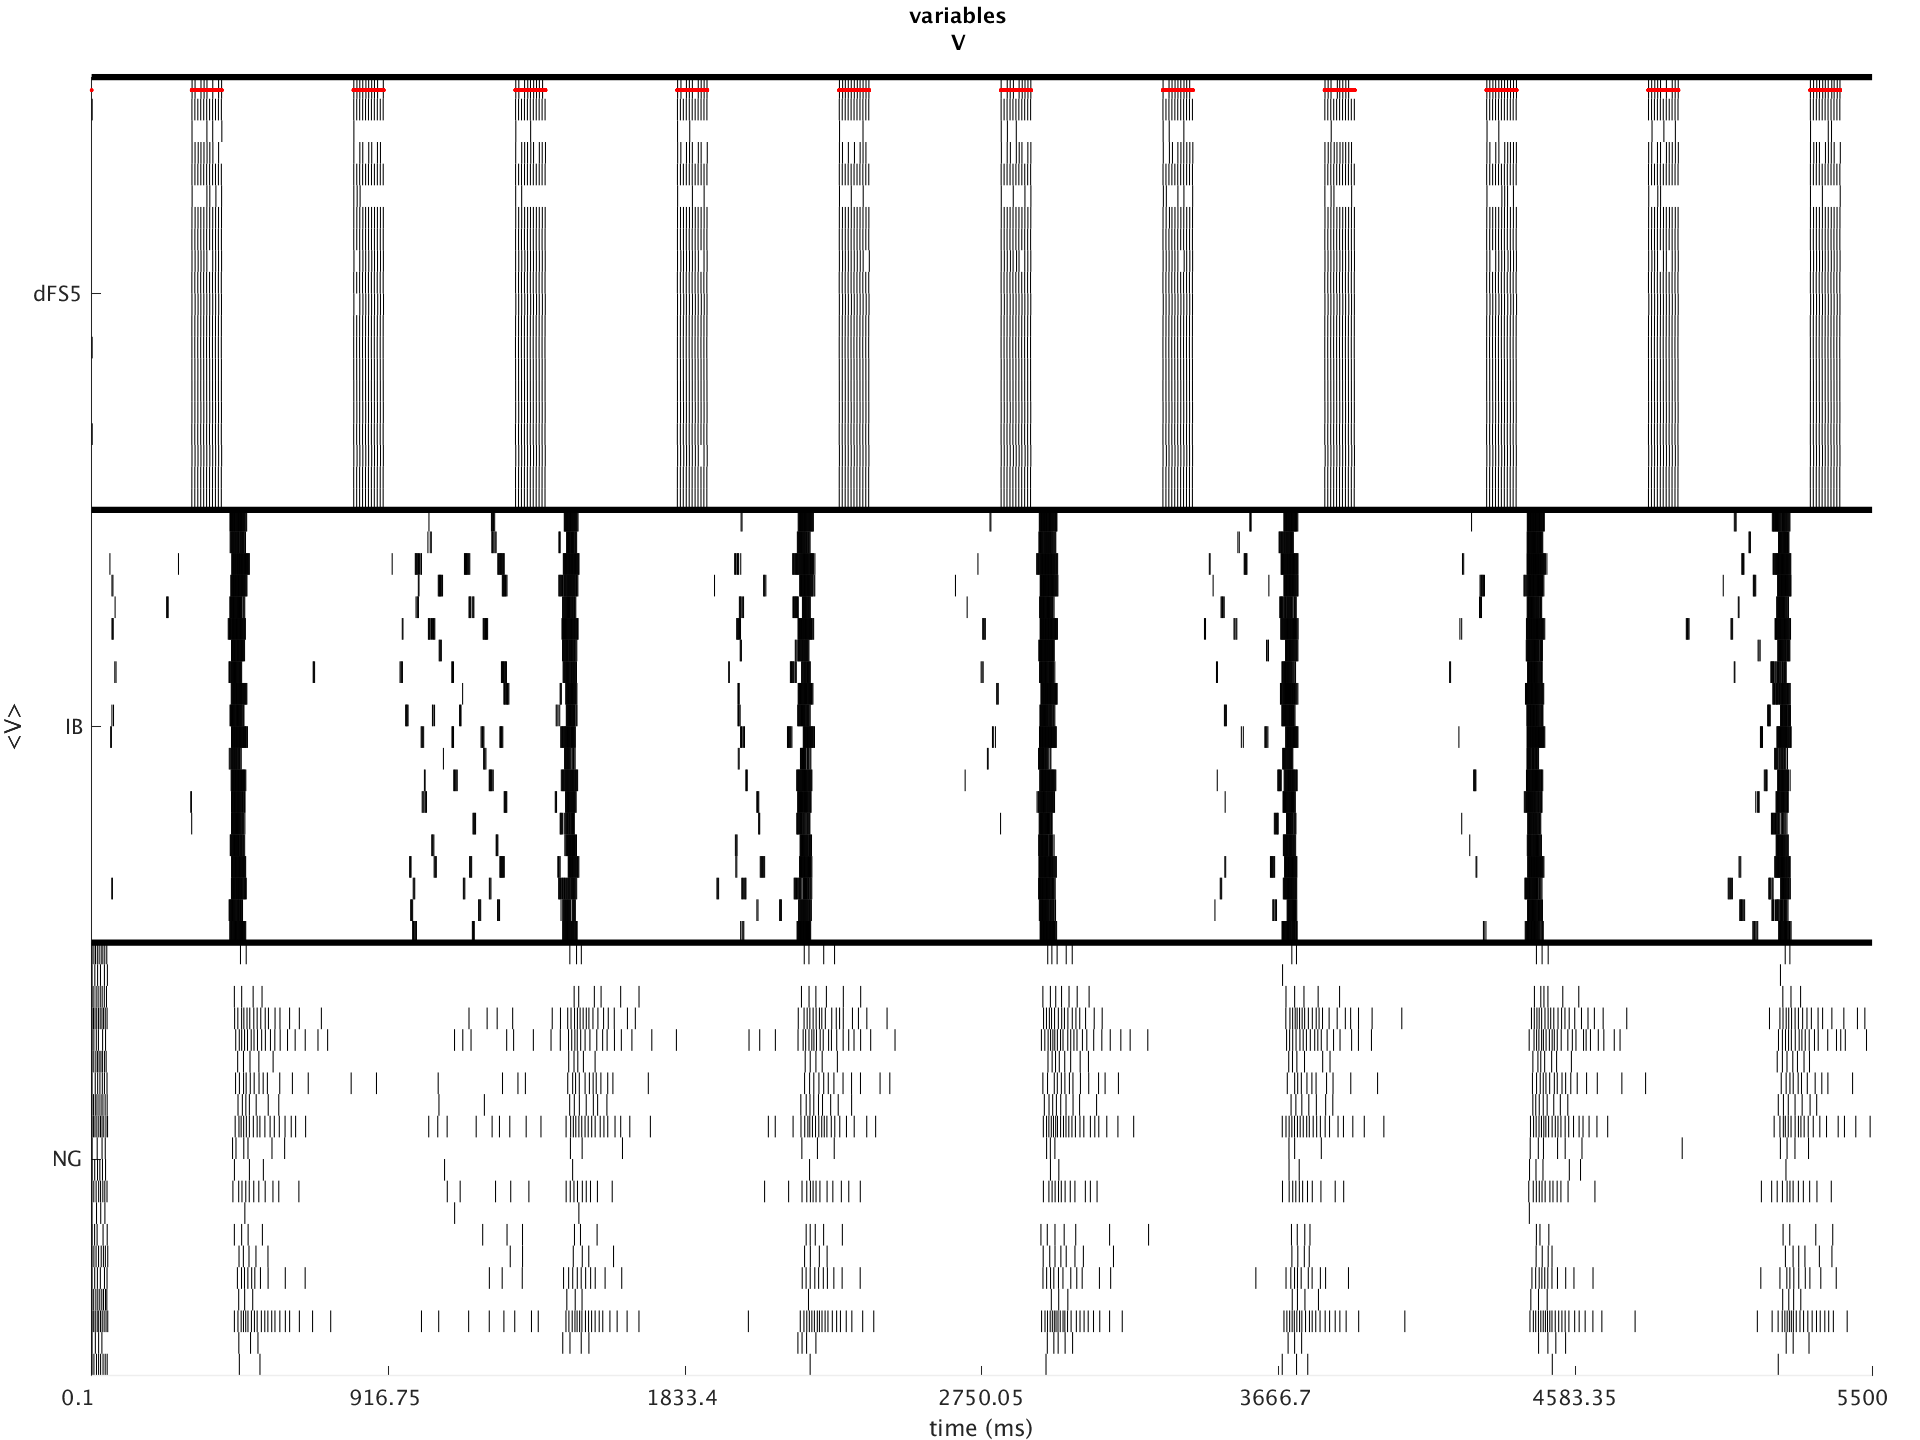 variables
V
dFS5
IB
NG
<V>
0.1
916.75
1833.4
2750.05
3666.7
4583.35
5500
time (ms)